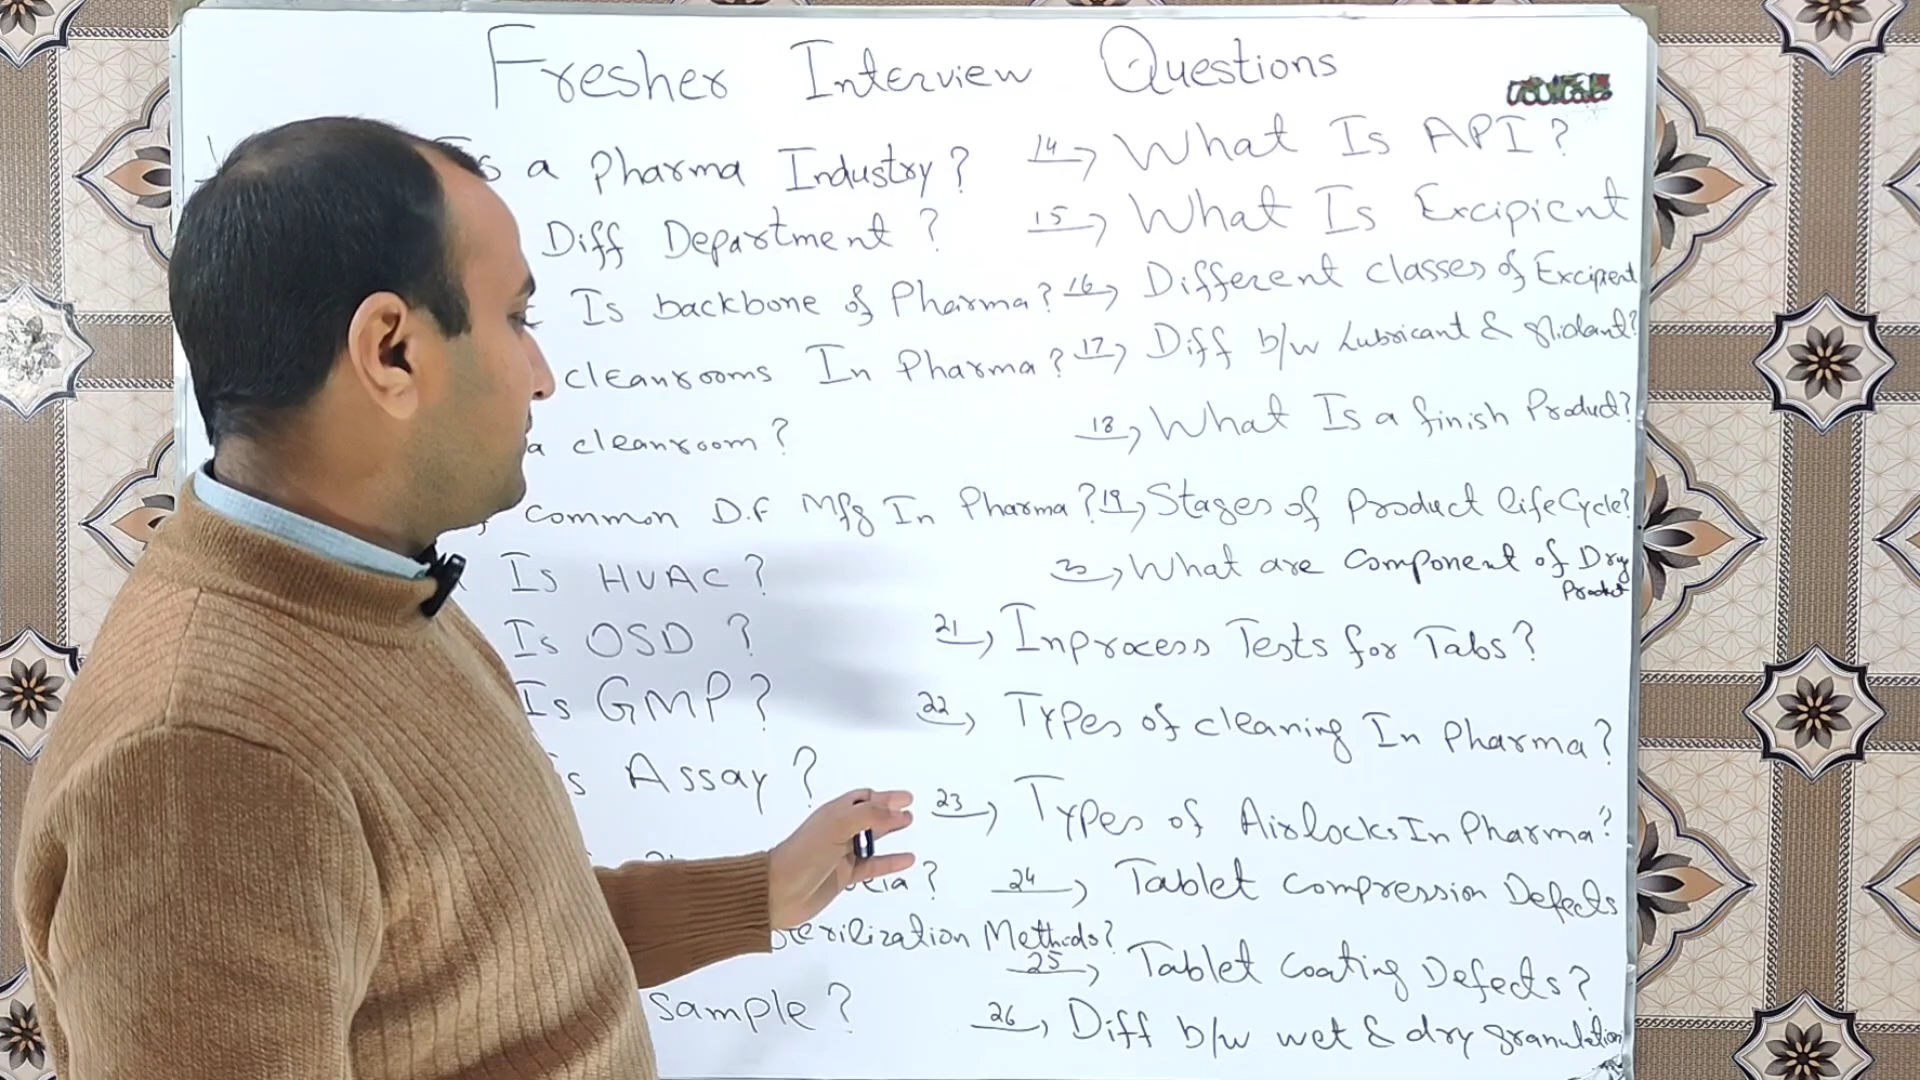 Fresher Interview Questions
Is a Pharma Industry?
Diff Department ?
Is backbone of Pharma?
cleanrooms In Pharma?
a cleanroom?
common D.F Mfg In Pharma?
Is HVAC?
Is OSD ?
Is GMP?
Is Assay?
?
Sterilization Methods?
Sample?
14 → What Is API?
15 → What Is Excipient
16 → Different classes of Excipient
17 → Diff b/w Lubricant & Glidant?
18 → What Is a finish Product?
19 → Stages of Product lifeCycle?
20 → What are Component of Dry
Product
21 → Inprocess Tests for Tabs?
22 → Types of cleaning In Pharma?
23 → Types of Airlocks In Pharma?
24 → Tablet Compression Defects
25 → Tablet Coating Defects?
26 → Diff b/w wet & dry granulation